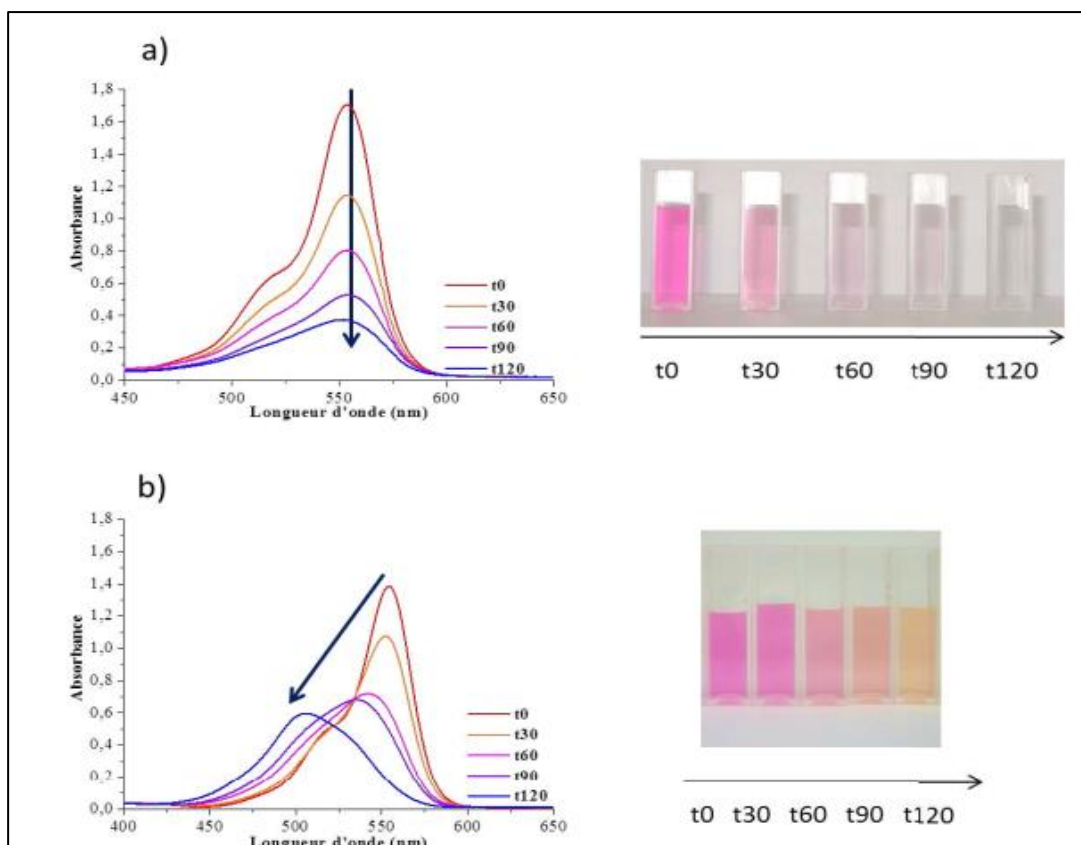 a)
1,8
1,6
1,4
1,2
1,0
0,8
0,6
0,4
0,2
0,0
Absorbance
t0
t30
t60
t90
t120
450 500 550 600 650
Longueur d'onde (nm)
t0 t30 t60 t90 t120
b)
1,8
1,6
1,4
1,2
1,0
0,8
0,6
0,4
0,2
0,0
Absorbance
t0
t30
t60
t90
t120
400 450 500 550 600 650
Longueur d'onde (nm)
t0 t30 t60 t90 t120